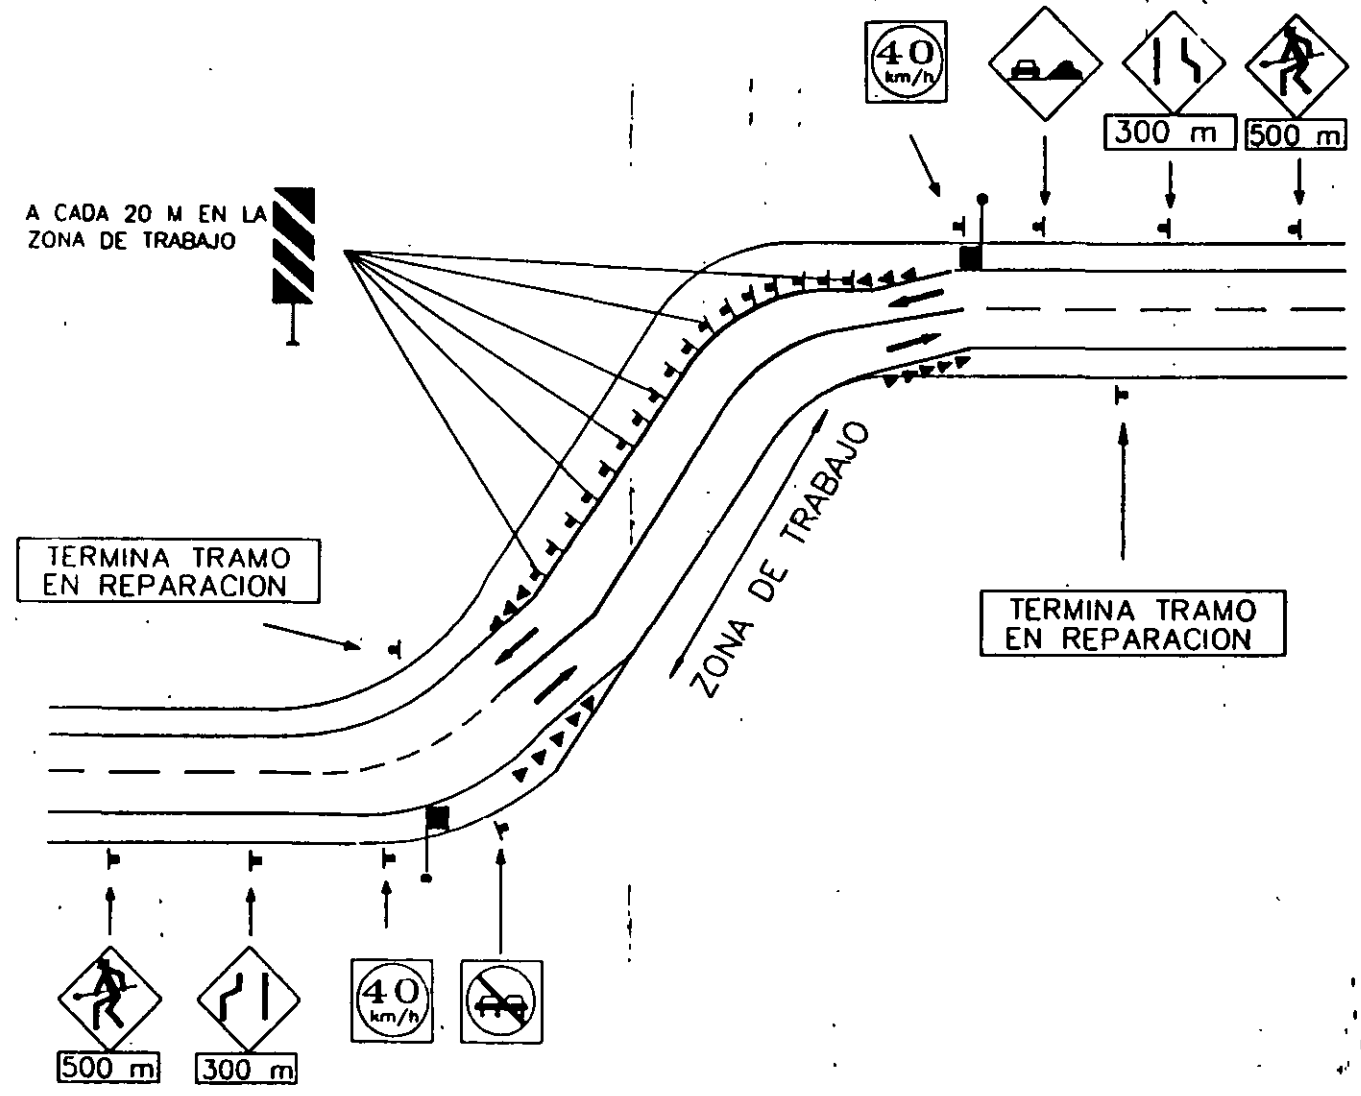 40
km/h
300 m
500 m
A CADA 20 M EN LA
ZONA DE TRABAJO
ZONA DE TRABAJO
TERMINA TRAMO
EN REPARACION
TERMINA TRAMO
EN REPARACION
500 m
300 m
40
km/h